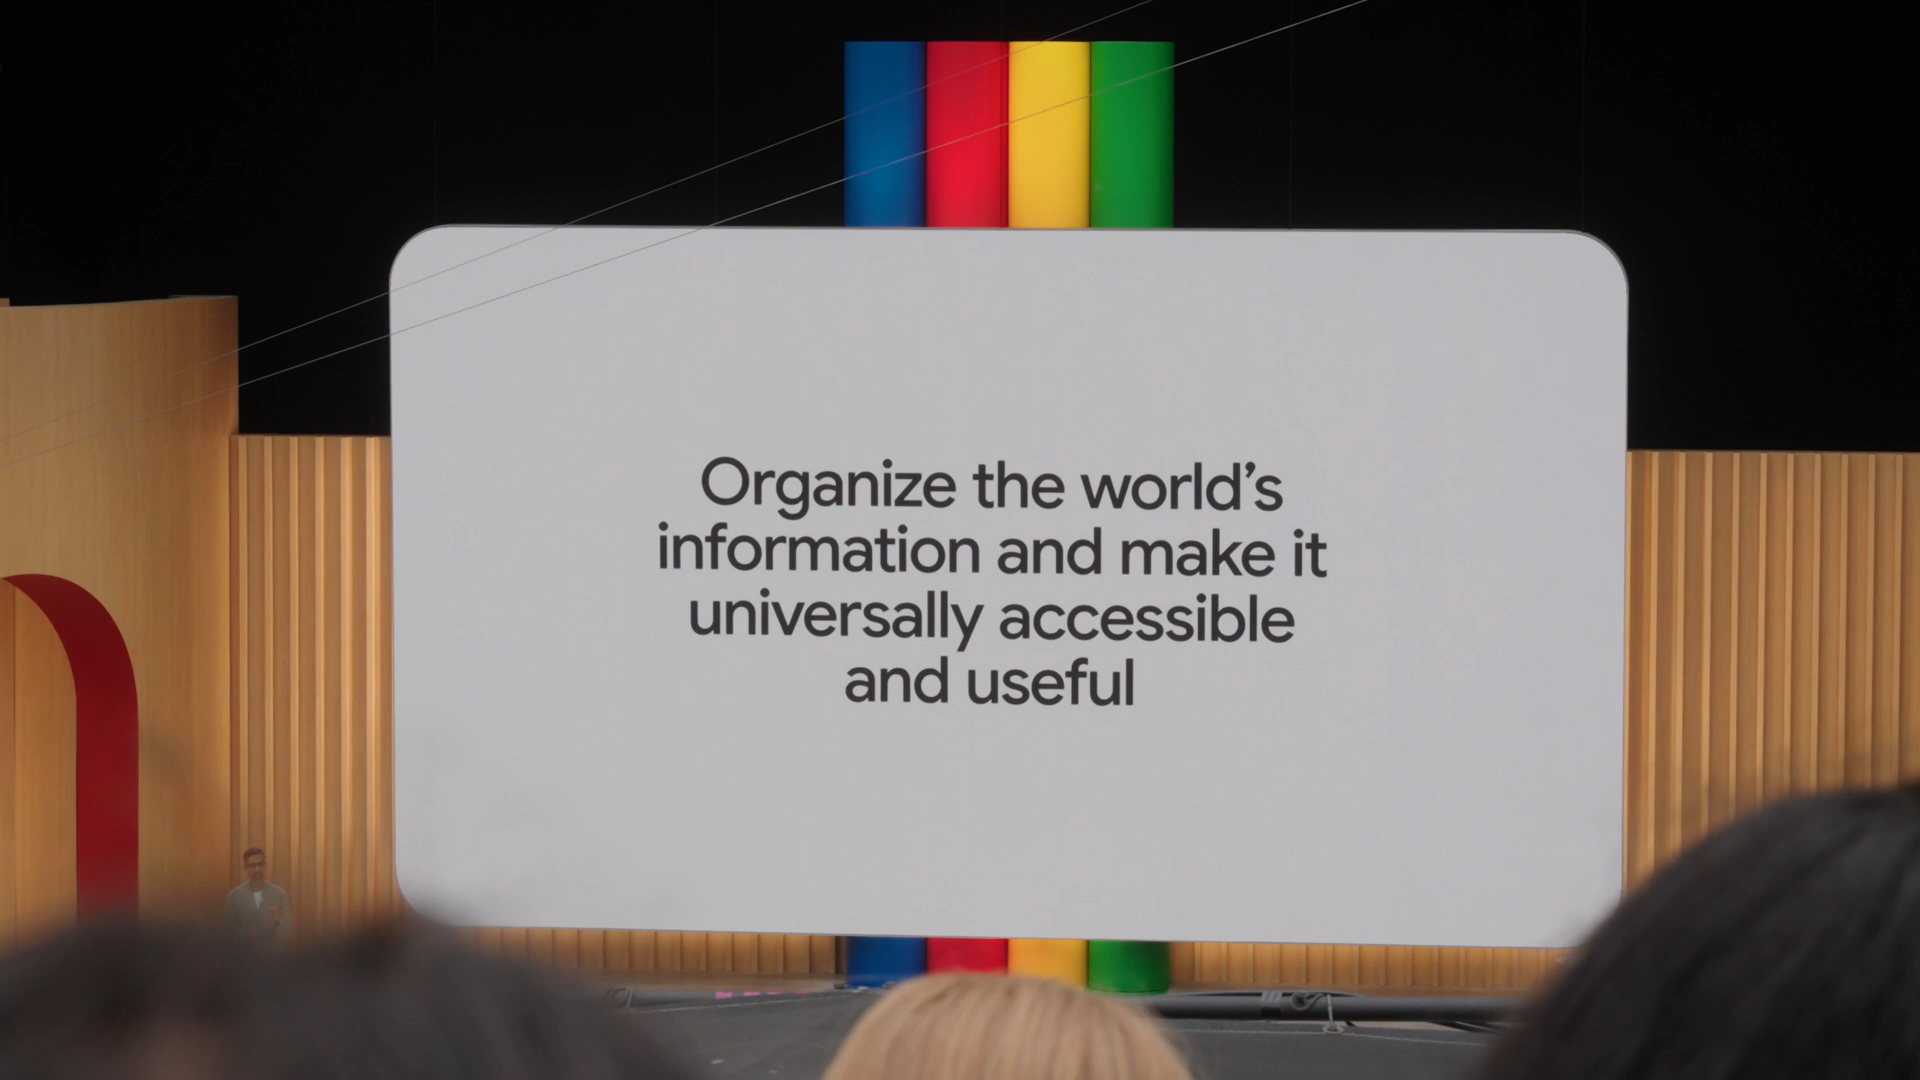 Organize the world’s
information and make it
universally accessible
and useful